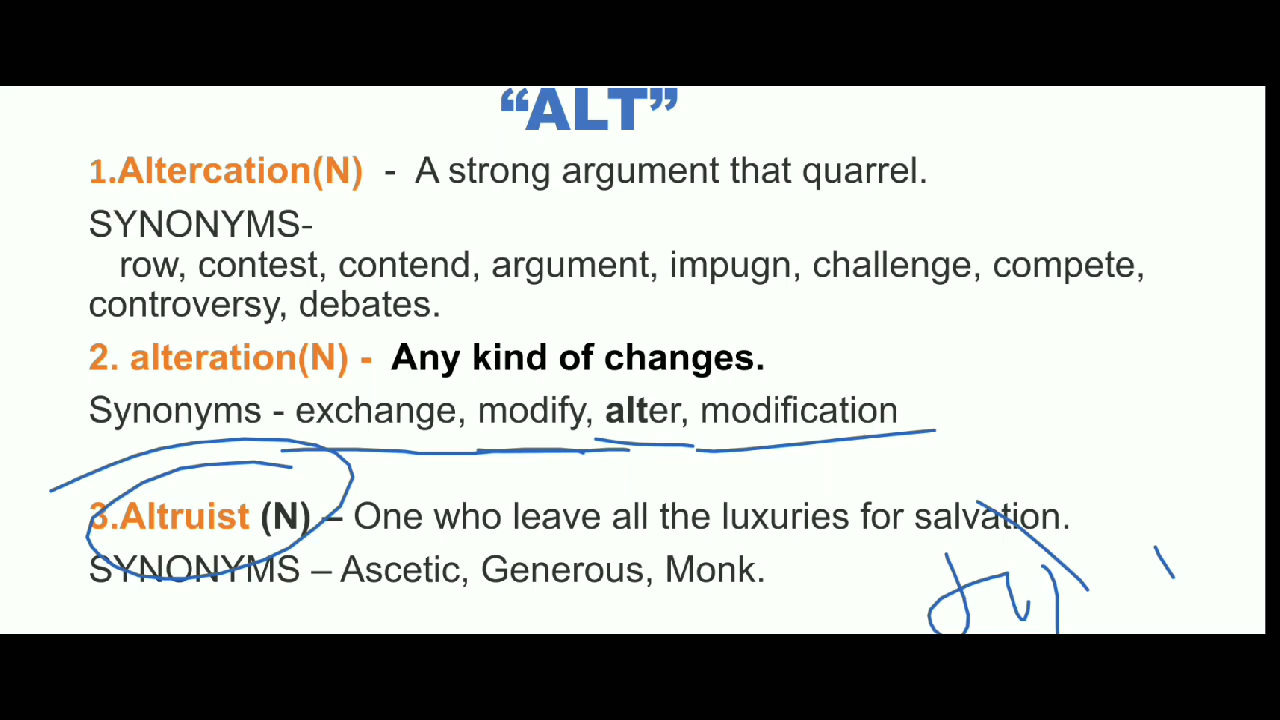 “ALT”
1.Altercation(N) - A strong argument that quarrel.
SYNONYMS-
row, contest, contend, argument, impugn, challenge, compete,
controversy, debates.
2. alteration(N) - Any kind of changes.
Synonyms - exchange, modify, alter, modification
3.Altruist (N) – One who leave all the luxuries for salvation.
SYNONYMS – Ascetic, Generous, Monk.